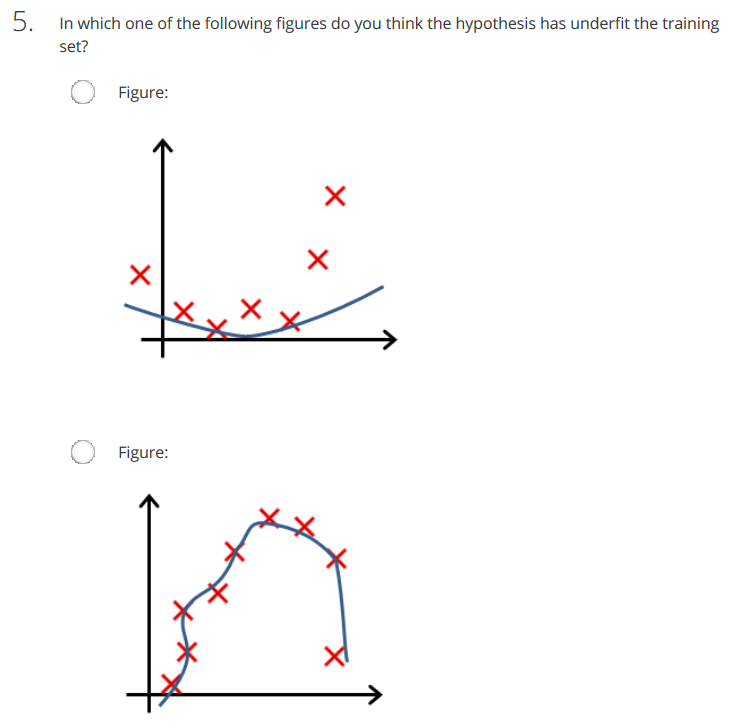 5. In which one of the following figures do you think the hypothesis has underfit the training
set?
Figure:
Figure: